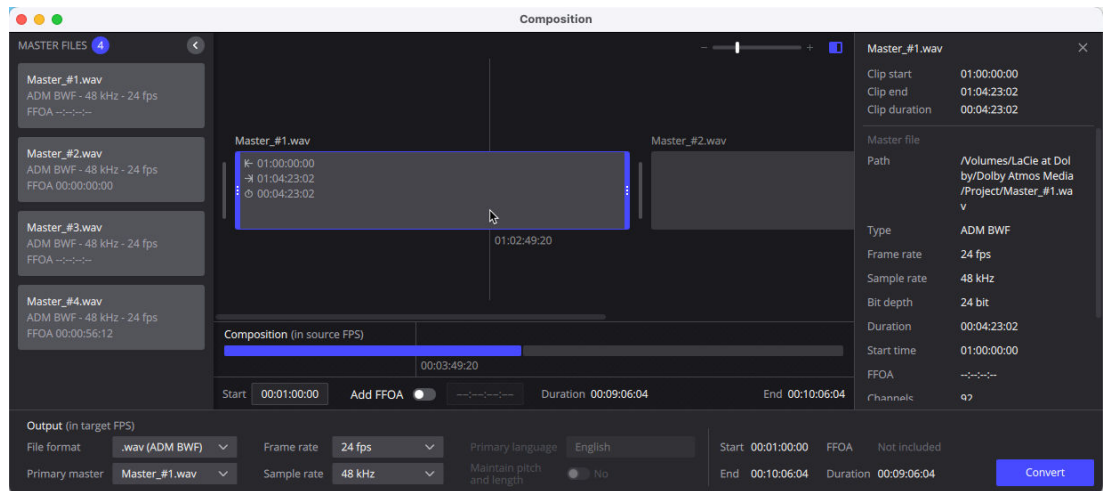 Composition
MASTER FILES 4
Master_#1.wav
ADM BWF - 48 kHz - 24 fps
FFOA --:--:--:--
Master_#2.wav
ADM BWF - 48 kHz - 24 fps
FFOA 00:00:00:00
Master_#3.wav
ADM BWF - 48 kHz - 24 fps
FFOA --:--:--:--
Master_#4.wav
ADM BWF - 48 kHz - 24 fps
FFOA 00:00:56:12
Master_#1.wav
01:00:00:00
01:04:23:02
00:04:23:02
Master_#2.wav
01:02:49:20
Composition (in source FPS)
00:03:49:20
Start 00:01:00:00 Add FFOA --:--:--:-- Duration 00:09:06:04 End 00:10:06:04
Master_#1.wav
Clip start 01:00:00:00
Clip end 01:04:23:02
Clip duration 00:04:23:02
Master file
Path /Volumes/LaCie at Dol
by/Dolby Atmos Media
/Project/Master_#1.wa
v
Type ADM BWF
Frame rate 24 fps
Sample rate 48 kHz
Bit depth 24 bit
Duration 00:04:23:02
Start time 01:00:00:00
FFOA --:--:--:--
Channels 92
Output (in target FPS)
File format .wav (ADM BWF) Frame rate 24 fps Primary language English Start 00:01:00:00 FFOA Not included
Primary master Master_#1.wav Sample rate 48 kHz Maintain pitch
and length No End 00:10:06:04 Duration 00:09:06:04 Convert